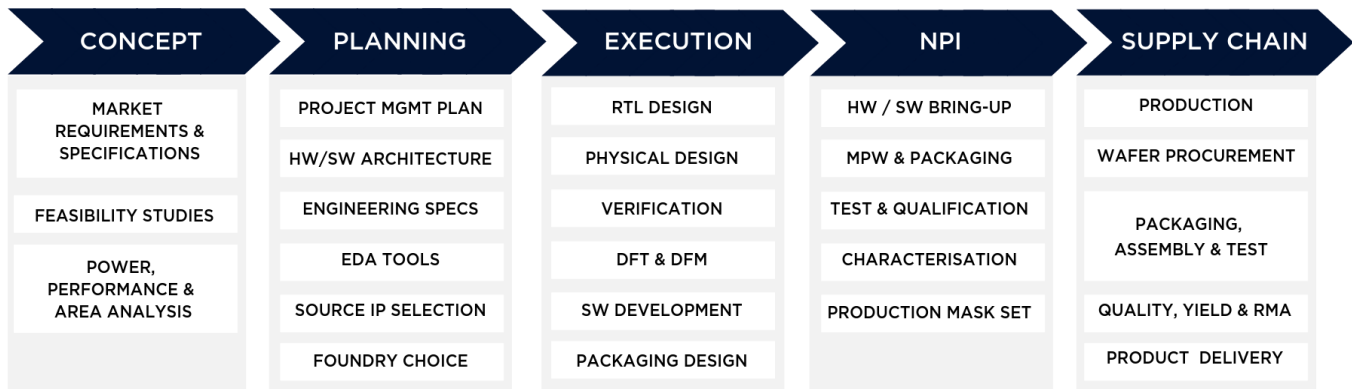 CONCEPT
MARKET
REQUIREMENTS &
SPECIFICATIONS
FEASIBILITY STUDIES
POWER,
PERFORMANCE &
AREA ANALYSIS
PLANNING
PROJECT MGMT PLAN
HW/SW ARCHITECTURE
ENGINEERING SPECS
EDA TOOLS
SOURCE IP SELECTION
FOUNDRY CHOICE
EXECUTION
RTL DESIGN
PHYSICAL DESIGN
VERIFICATION
DFT & DFM
SW DEVELOPMENT
PACKAGING DESIGN
NPI
HW / SW BRING-UP
MPW & PACKAGING
TEST & QUALIFICATION
CHARACTERISATION
PRODUCTION MASK SET
SUPPLY CHAIN
PRODUCTION
WAFER PROCUREMENT
PACKAGING,
ASSEMBLY & TEST
QUALITY, YIELD & RMA
PRODUCT DELIVERY